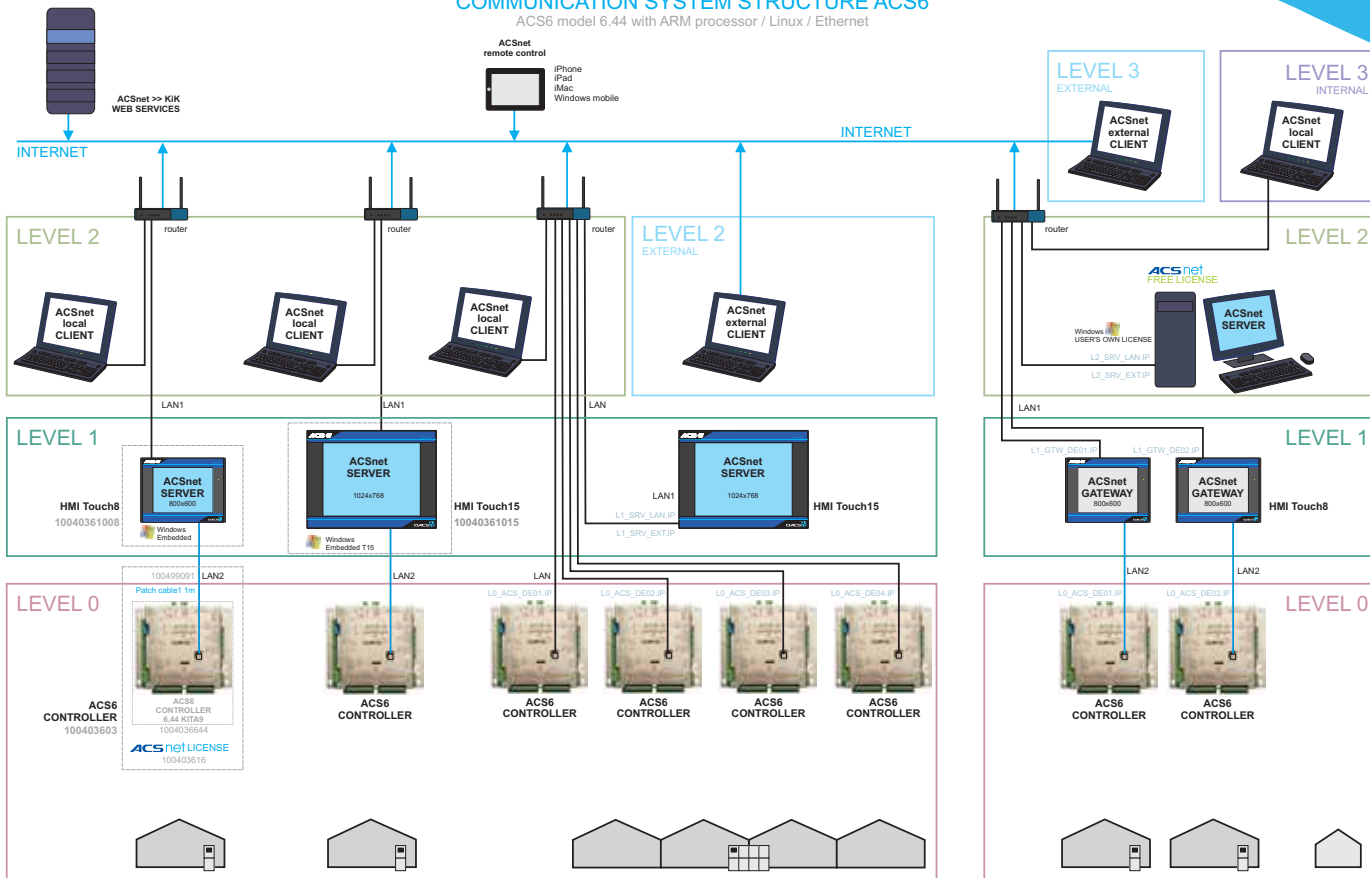 COMMUNICATION SYSTEM STRUCTURE ACS6
ACS6 model 6.44 with ARM processor / Linux / Ethernet
ACSnet >> KiK
WEB SERVICES
ACSnet
remote control
iPhone
iPad
iMac
Windows mobile
INTERNET
INTERNET
LEVEL 3
EXTERNAL
ACSnet
external
CLIENT
LEVEL 3
INTERNAL
ACSnet
local
CLIENT
LEVEL 2
router
router
router
ACSnet
local
CLIENT
ACSnet
local
CLIENT
ACSnet
local
CLIENT
LEVEL 2
EXTERNAL
ACSnet
external
CLIENT
router
LEVEL 2
ACSnet
FREE LICENSE
Windows
USER'S OWN LICENSE
L2_SRV_LAN.IP
L2_SRV_EXT.IP
ACSnet
SERVER
LAN1
LAN1
LAN
LAN1
LEVEL 1
HMI Touch8
10040361008
ACSnet
SERVER
800x600
Windows
Embedded
ACSnet
SERVER
1024x768
HMI Touch15
10040361015
Windows
Embedded T15
LAN1
L1_SRV_LAN.IP
L1_SRV_EXT.IP
ACSnet
SERVER
1024x768
HMI Touch15
LEVEL 1
L1_GTW_DE01.IP
L1_GTW_DE02.IP
ACSnet
GATEWAY
800x600
ACSnet
GATEWAY
800x600
HMI Touch8
100499091
LAN2
Patch cable1 1m
LAN2
LAN
LAN2
LAN2
LEVEL 0
L0_ACS_DE01.IP
L0_ACS_DE02.IP
L0_ACS_DE03.IP
L0_ACS_DE04.IP
L0_ACS_DE01.IP
L0_ACS_DE02.IP
LEVEL 0
ACS6
CONTROLLER
100403603
ACS6
CONTROLLER
6.44 KITA9
1004036644
ACSnet LICENSE
100403616
ACS6
CONTROLLER
ACS6
CONTROLLER
ACS6
CONTROLLER
ACS6
CONTROLLER
ACS6
CONTROLLER
ACS6
CONTROLLER
ACS6
CONTROLLER